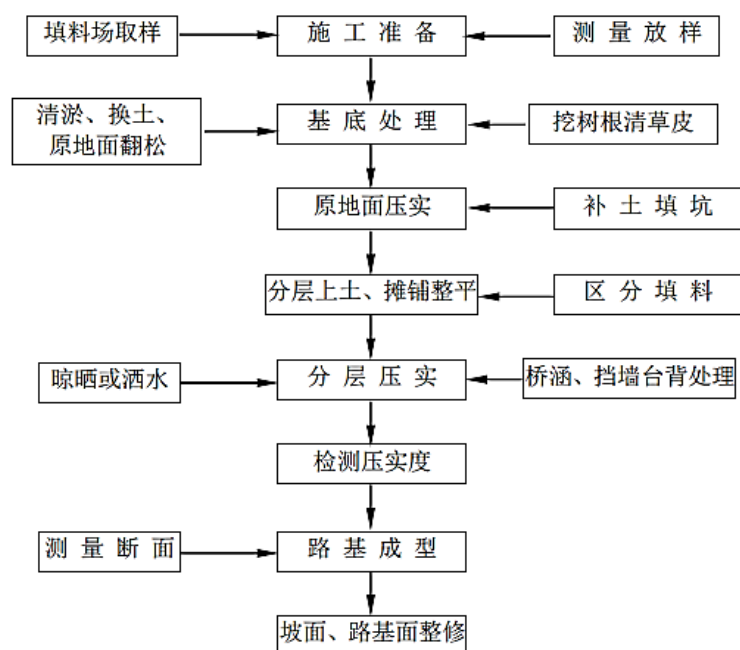 填料场取样
施工准备
测量放样
清淤、换土、
原地面翻松
基底处理
挖树根清草皮
原地面压实
补土填坑
分层上土、摊铺整平
区分填料
晾晒或洒水
分层压实
桥涵、挡墙台背处理
检测压实度
测量断面
路基成型
坡面、路基面整修